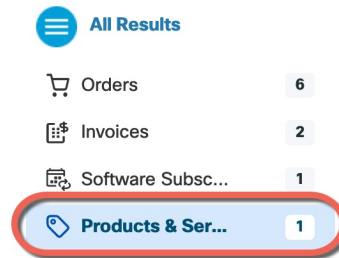 All Results
Orders 6
Invoices 2
Software Subsc... 1
Products & Ser... 1